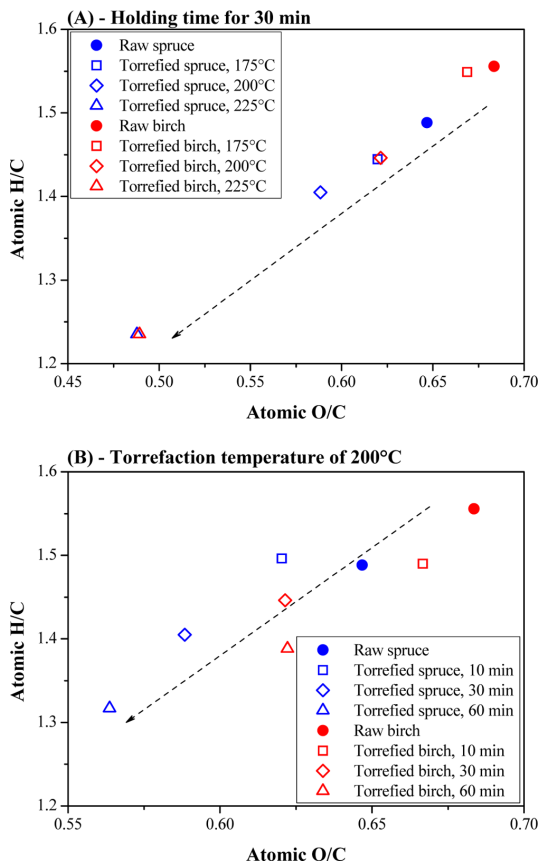 (A) - Holding time for 30 min
1.6
1.5
1.4
1.3
1.2
Atomic H/C
Raw spruce
Torrefied spruce, 175°C
Torrefied spruce, 200°C
Torrefied spruce, 225°C
Raw birch
Torrefied birch, 175°C
Torrefied birch, 200°C
Torrefied birch, 225°C
0.45 0.50 0.55 0.60 0.65 0.70
Atomic O/C
(B) - Torrefaction temperature of 200°C
1.6
1.5
1.4
1.3
1.2
Atomic H/C
Raw spruce
Torrefied spruce, 10 min
Torrefied spruce, 30 min
Torrefied spruce, 60 min
Raw birch
Torrefied birch, 10 min
Torrefied birch, 30 min
Torrefied birch, 60 min
0.55 0.60 0.65 0.70
Atomic O/C